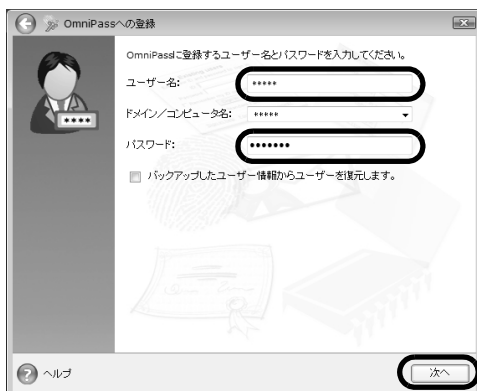 OmniPassへの登録
OmniPassに登録するユーザー名とパスワードを入力してください。
ユーザー名: *****
ドメイン／コンピュータ名: *****
パスワード: •••••••
バックアップしたユーザー情報からユーザーを復元します。
****
ヘルプ
次へ